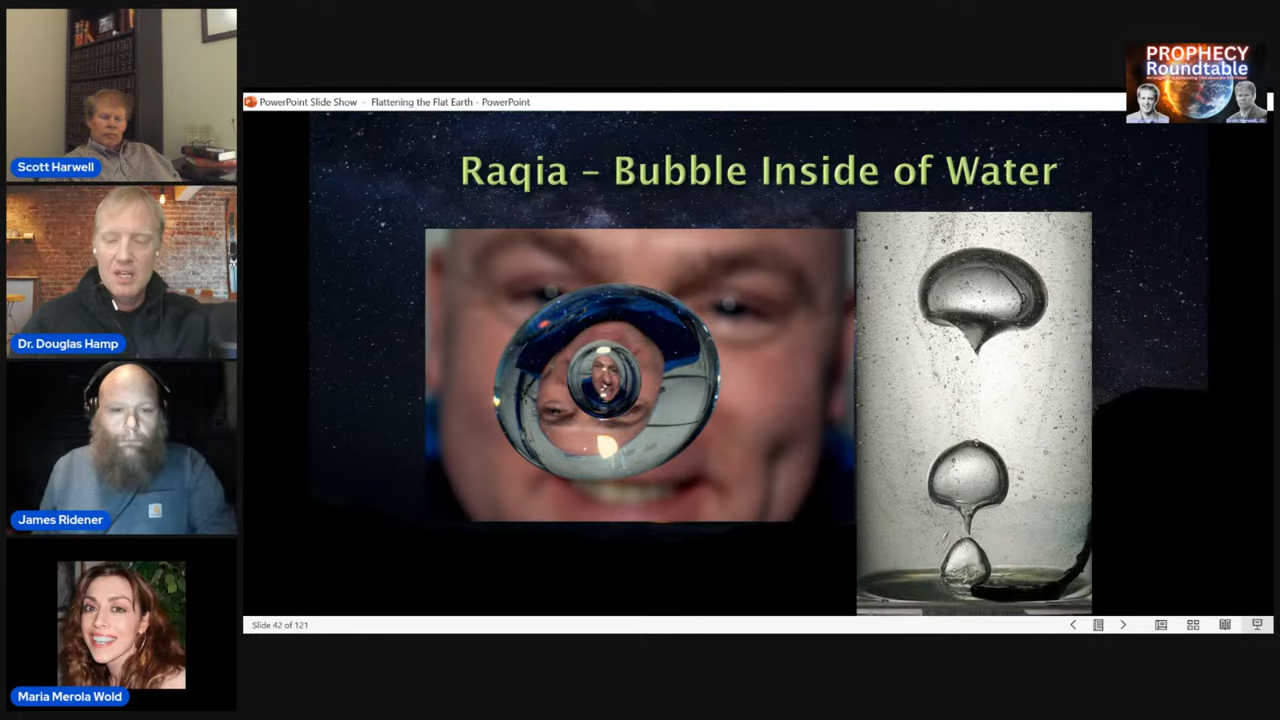 Scott Harwell
Dr. Douglas Hamp
James Ridener
Maria Merola Wold
PROPHECY
Roundtable
PowerPoint Slide Show - Flattening the Flat Earth - PowerPoint
Raqia – Bubble Inside of Water
Slide 42 of 121